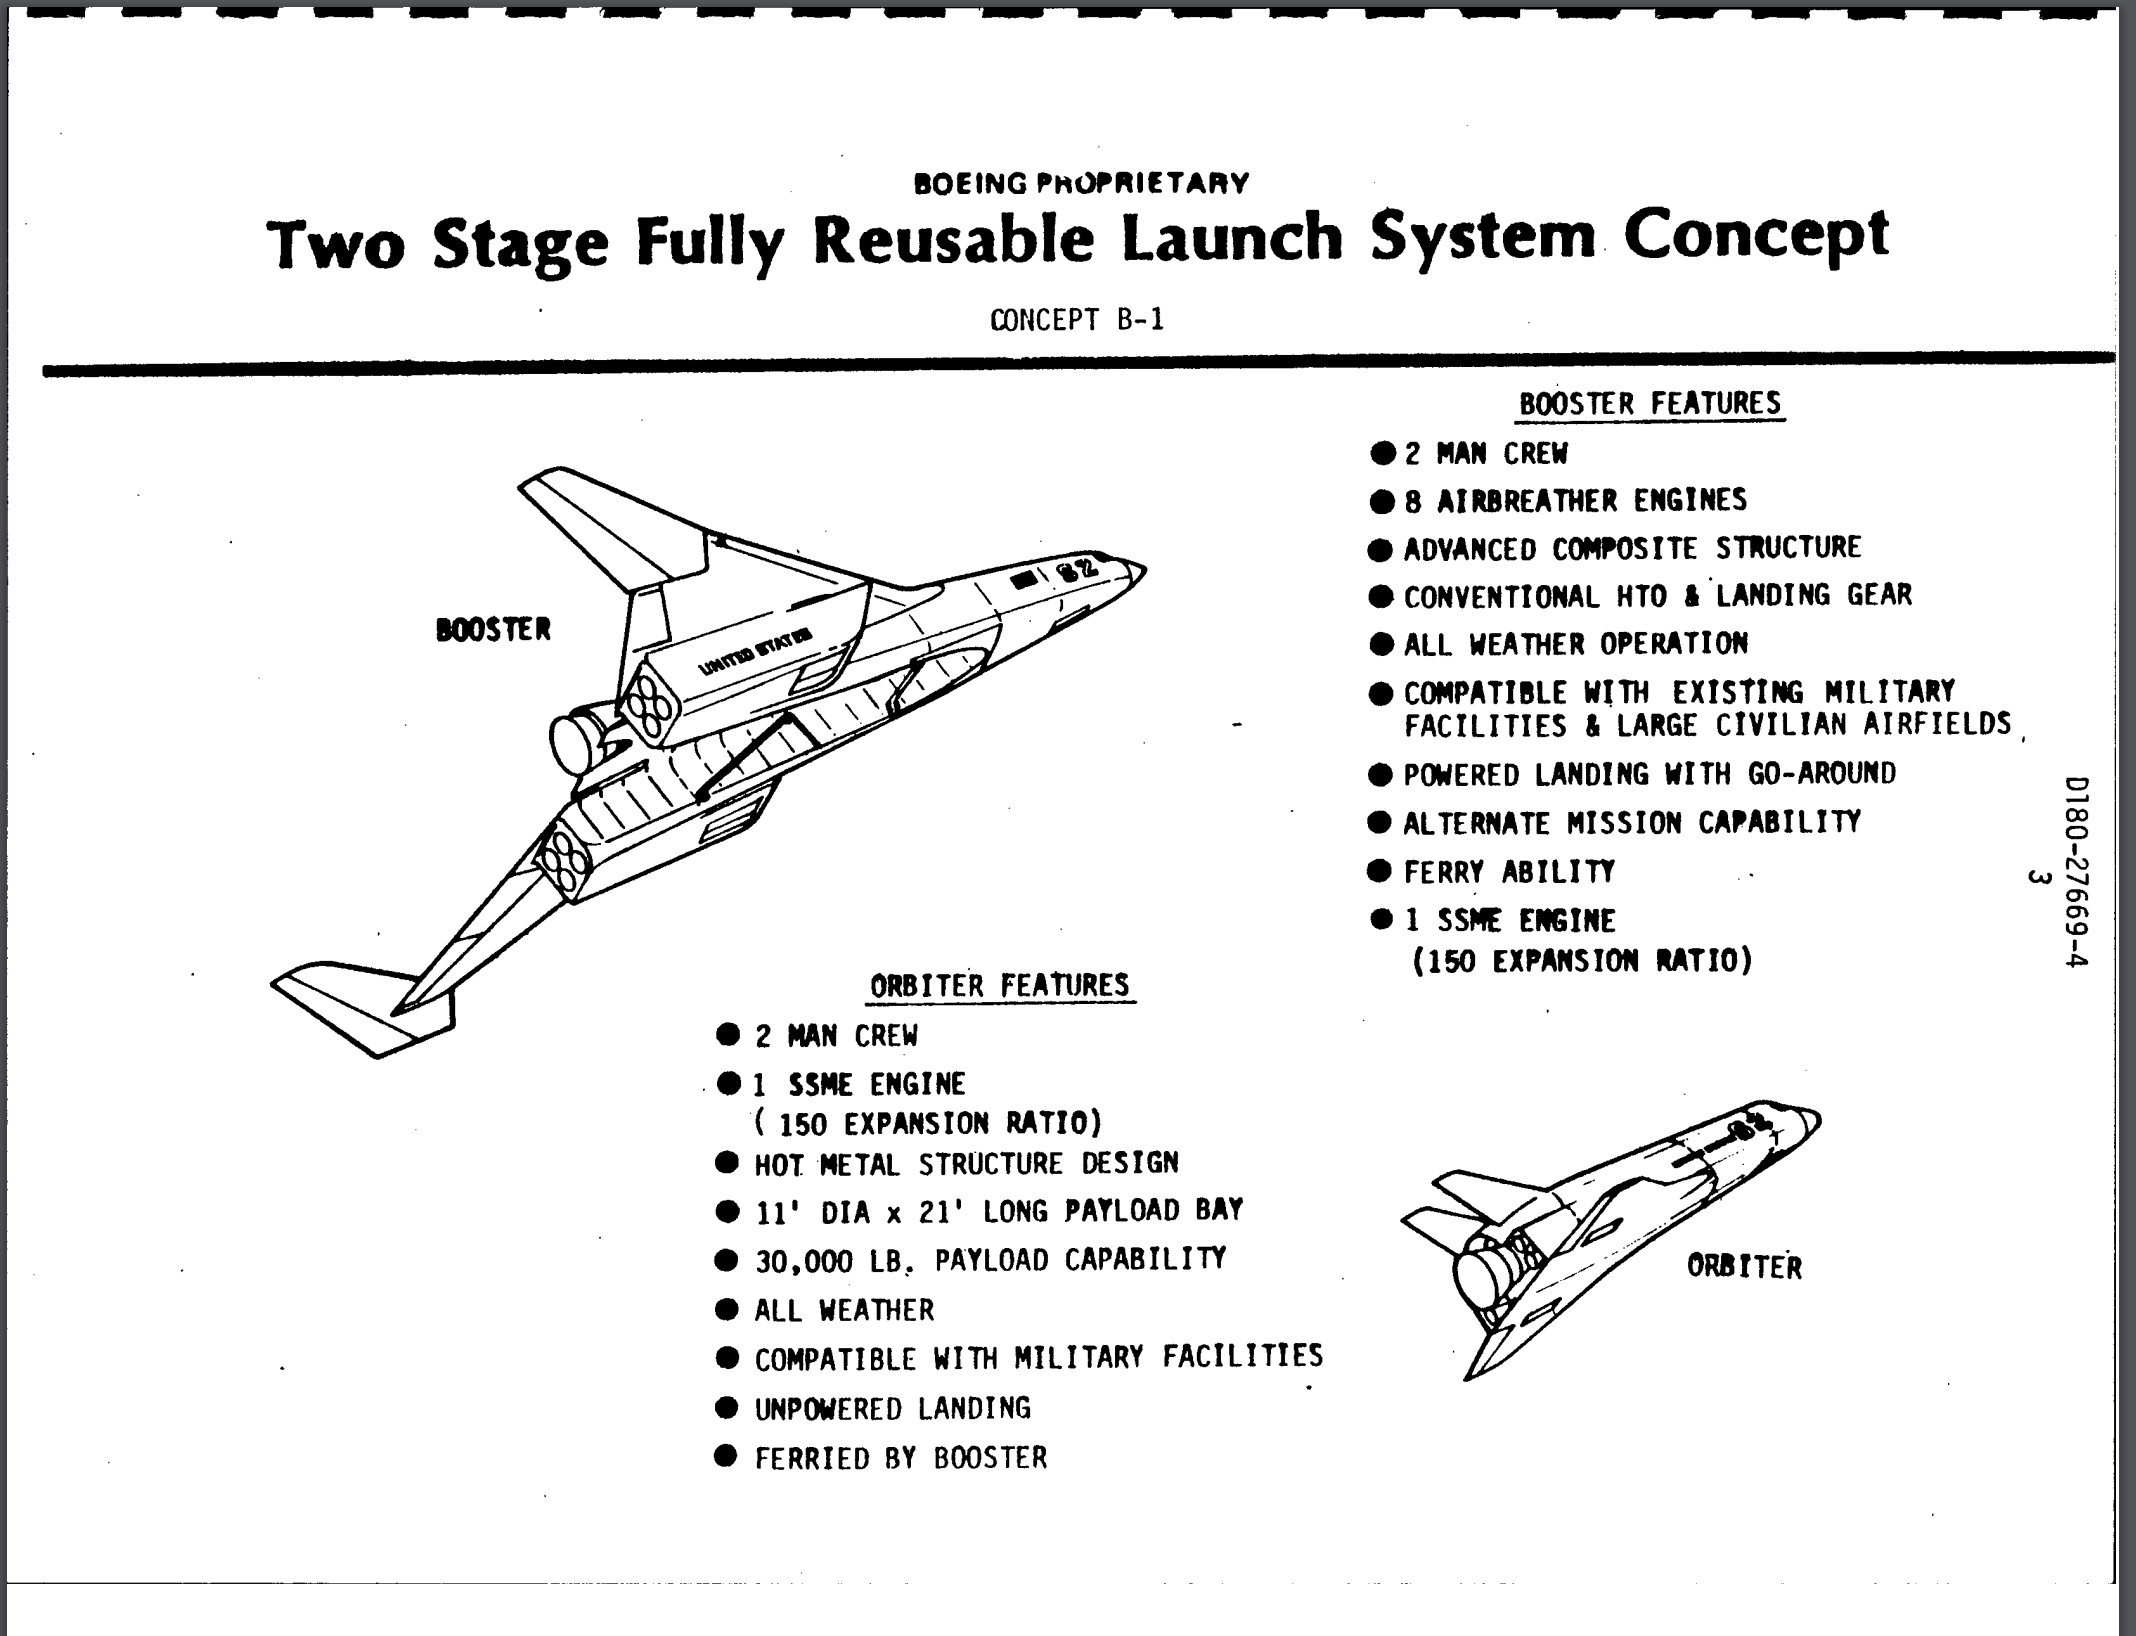 BOEING PROPRIETARY
Two Stage Fully Reusable Launch System Concept
CONCEPT B-1
BOOSTER FEATURES
● 2 MAN CREW
● 8 AIRBREATHER ENGINES
● ADVANCED COMPOSITE STRUCTURE
● CONVENTIONAL HTO & LANDING GEAR
● ALL WEATHER OPERATION
● COMPATIBLE WITH EXISTING MILITARY
FACILITIES & LARGE CIVILIAN AIRFIELDS
● POWERED LANDING WITH GO-AROUND
● ALTERNATE MISSION CAPABILITY
● FERRY ABILITY
● 1 SSME ENGINE
(150 EXPANSION RATIO)
BOOSTER
UNITED STATES
82
ORBITER FEATURES
● 2 MAN CREW
● 1 SSME ENGINE
( 150 EXPANSION RATIO)
● HOT METAL STRUCTURE DESIGN
● 11' DIA x 21' LONG PAYLOAD BAY
● 30,000 LB. PAYLOAD CAPABILITY
● ALL WEATHER
● COMPATIBLE WITH MILITARY FACILITIES
● UNPOWERED LANDING
● FERRIED BY BOOSTER
ORBITER
D180-27669-4
3